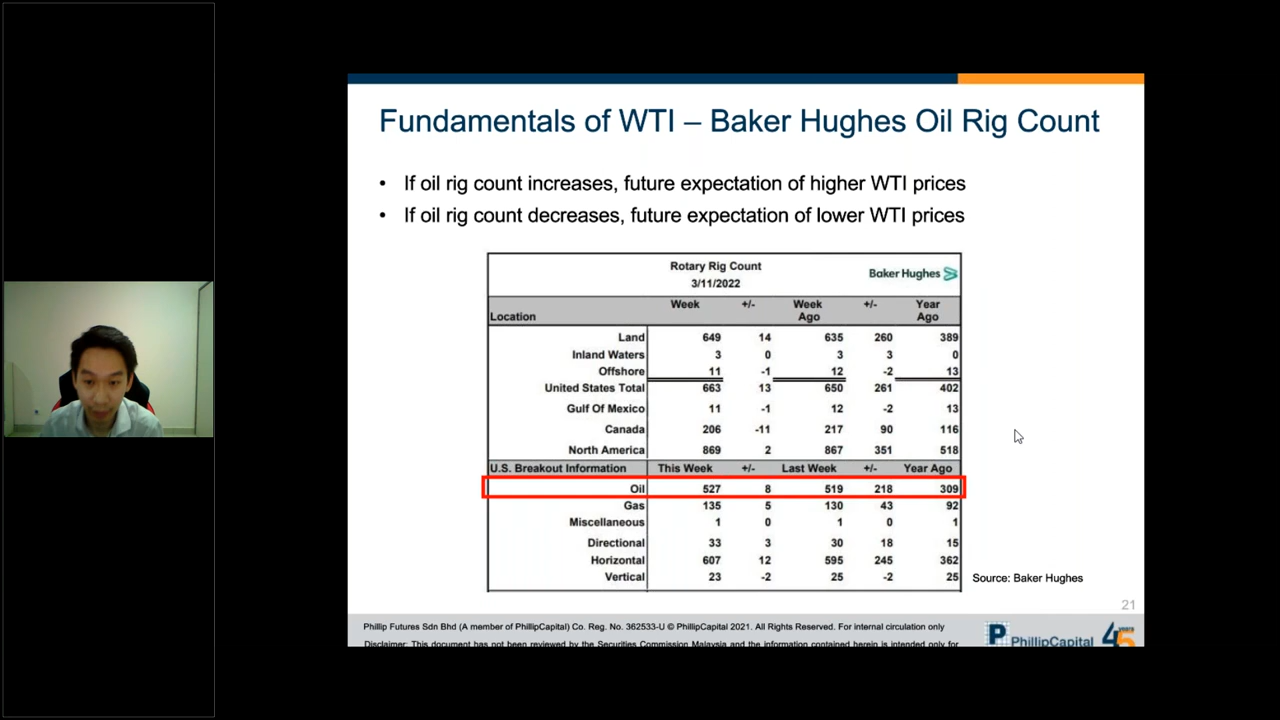 Fundamentals of WTI – Baker Hughes Oil Rig Count
• If oil rig count increases, future expectation of higher WTI prices
• If oil rig count decreases, future expectation of lower WTI prices
Rotary Rig Count
Baker Hughes
3/11/2022
Location Week +/- Week Ago +/- Year Ago
Land 649 14 635 260 389
Inland Waters 3 0 3 3 0
Offshore 11 -1 12 -2 13
United States Total 663 13 650 261 402
Gulf Of Mexico 11 -1 12 -2 13
Canada 206 -11 217 90 116
North America 869 2 867 351 518
U.S. Breakout Information This Week +/- Last Week +/- Year Ago
Oil 527 8 519 218 309
Gas 135 5 130 43 92
Miscellaneous 1 0 1 0 1
Directional 33 3 30 18 15
Horizontal 607 12 595 245 362
Vertical 23 -2 25 -2 25
Source: Baker Hughes
21
Phillip Futures Sdn Bhd (A member of PhillipCapital) Co. Reg. No. 362533-U © PhillipCapital 2021. All Rights Reserved. For internal circulation only
Disclaimer: This document has not been reviewed by the Securities Commission Malaysia and the information contained herein is intended only for
PhillipCapital
45 years